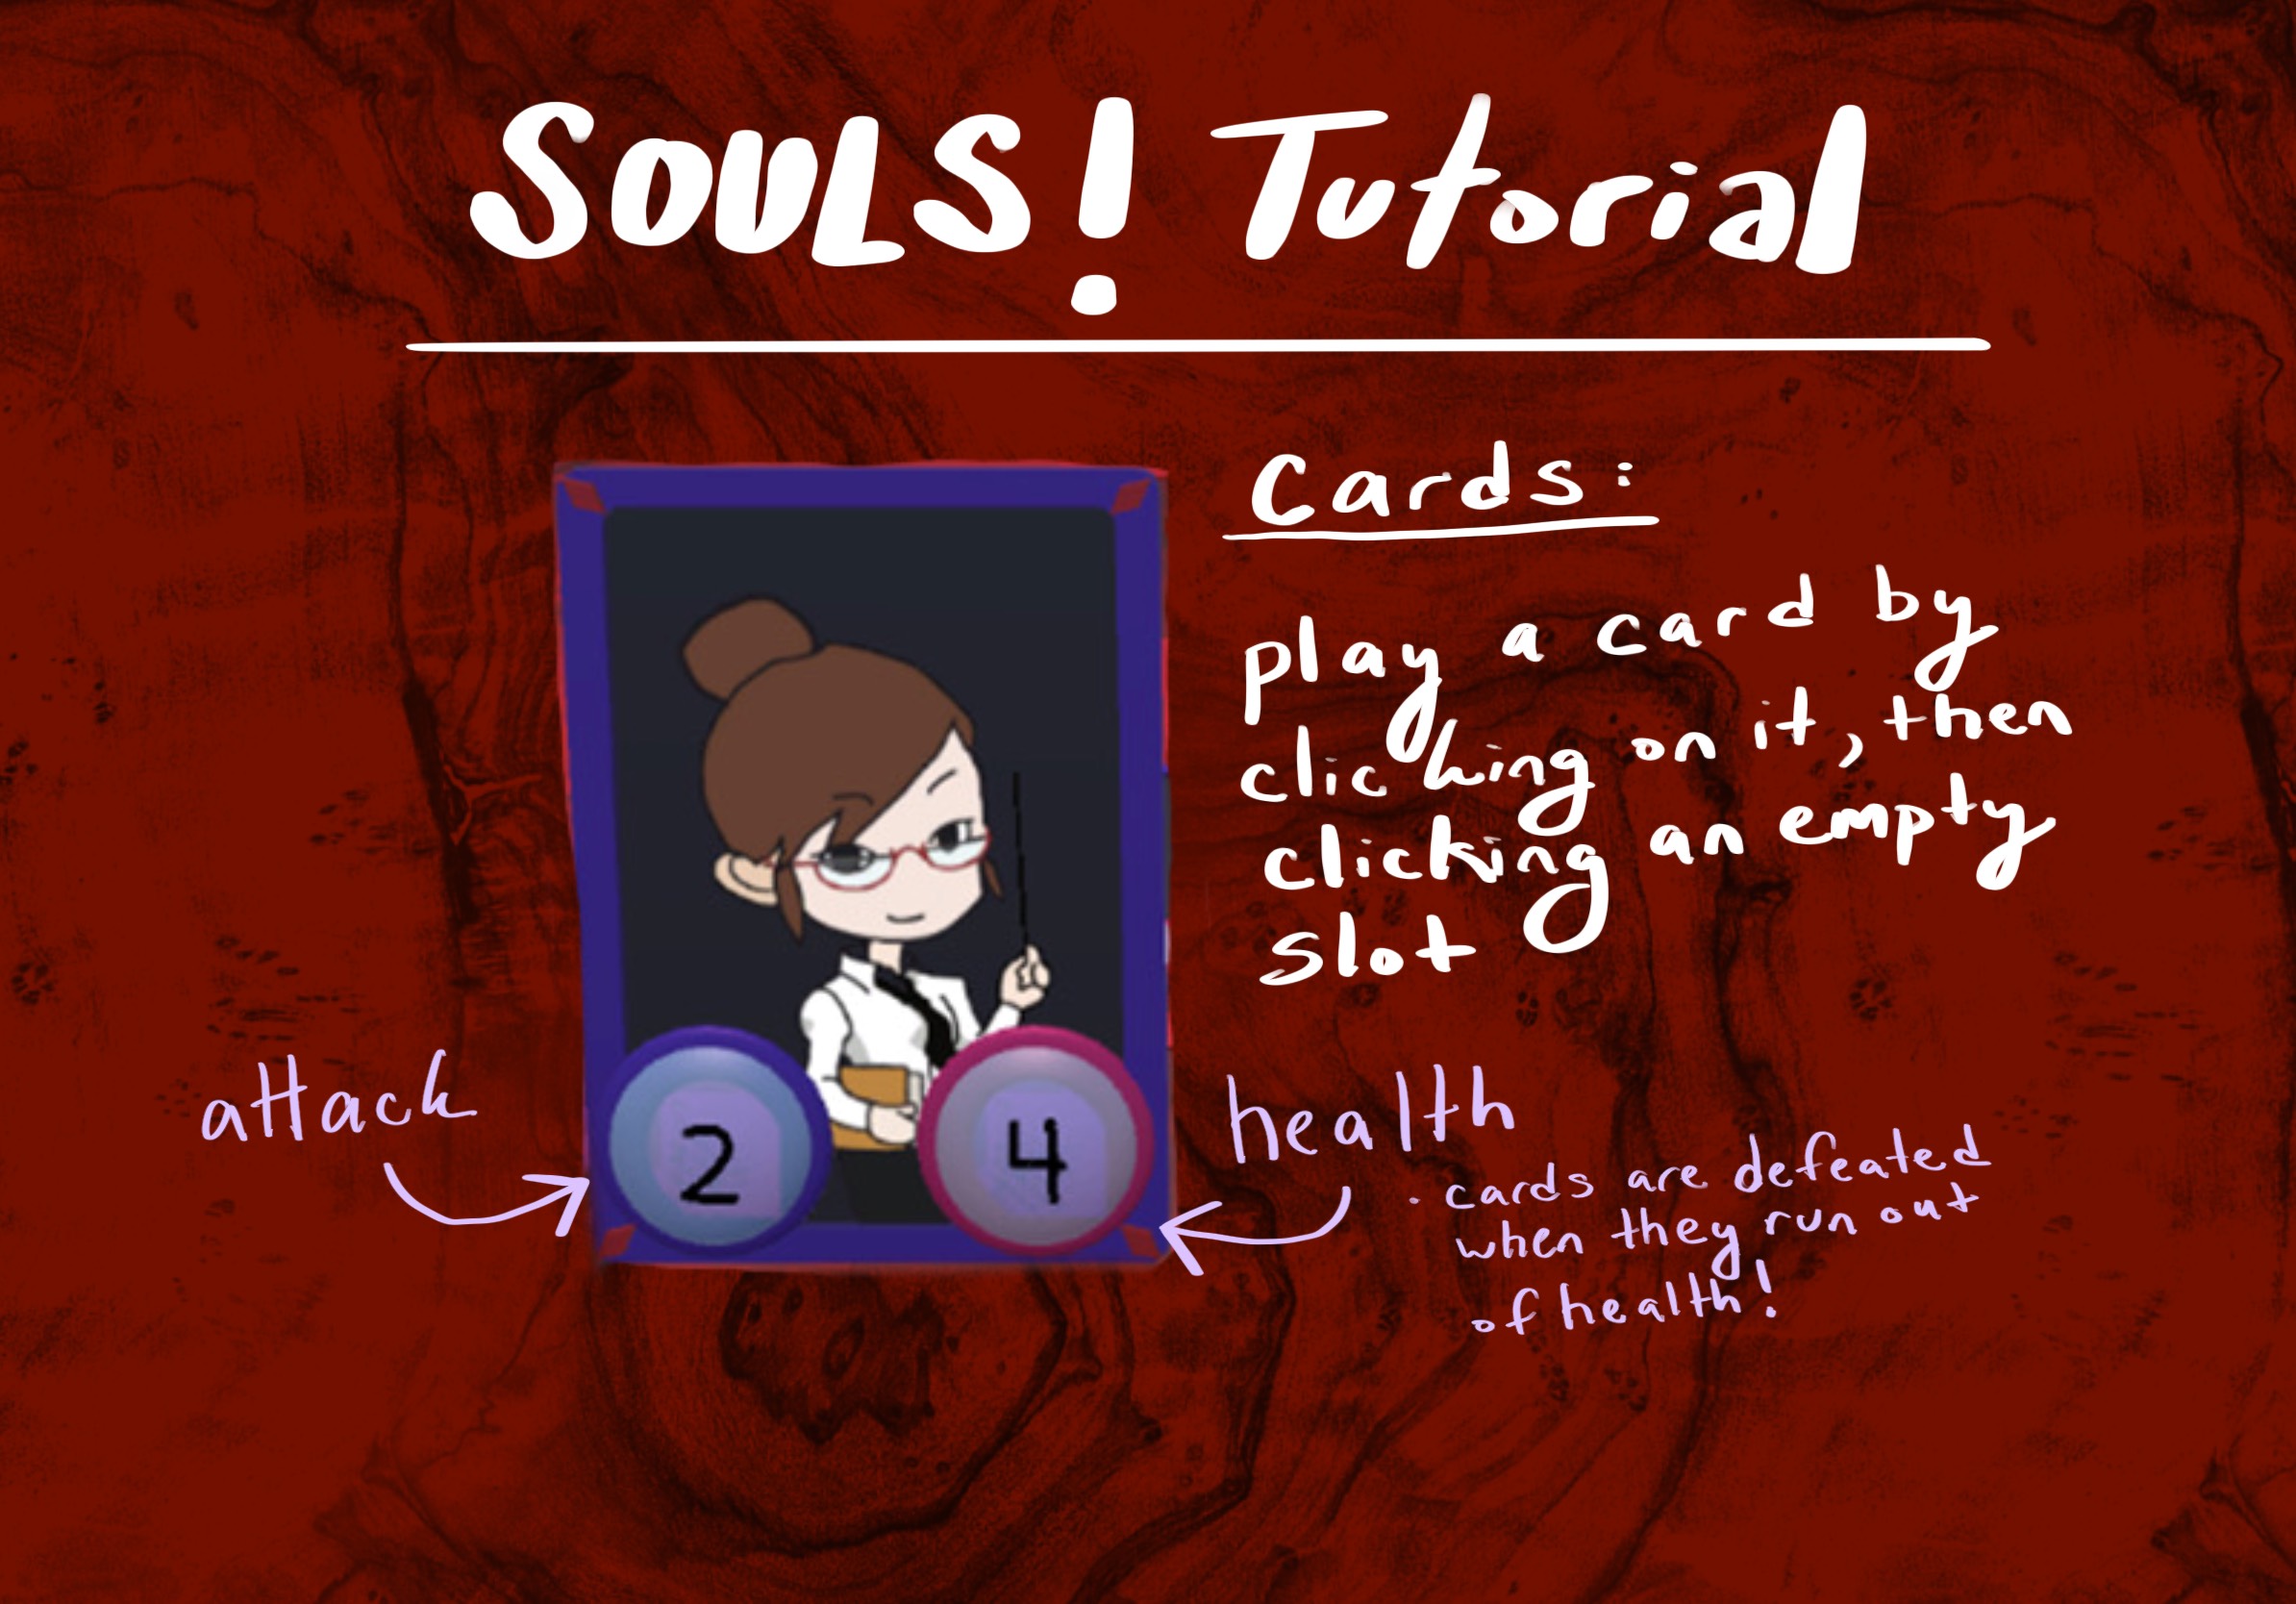 SOULS! Tutorial
Cards:
play a card by
clicking on it, then
clicking an empty
slot
attack
2
4
health
· cards are defeated
when they run out
of health!